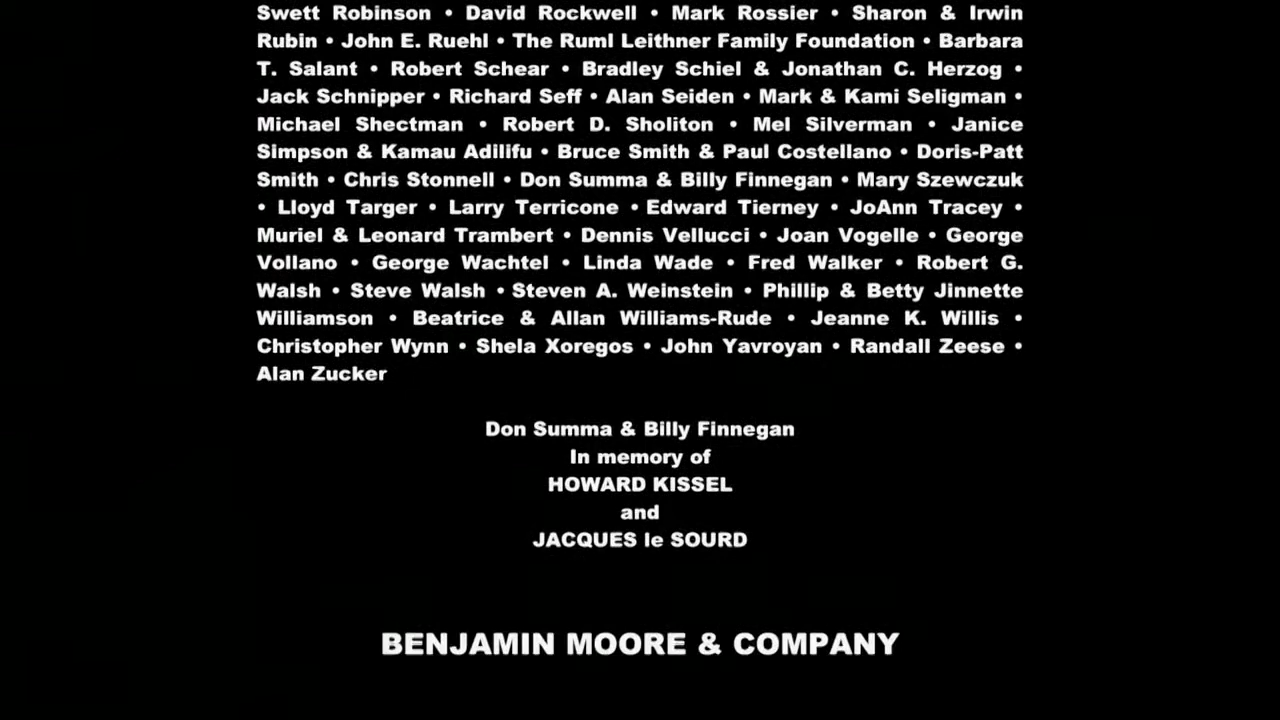 Swett Robinson • David Rockwell • Mark Rossier • Sharon & Irwin
Rubin • John E. Ruehl • The Ruml Leithner Family Foundation • Barbara
T. Salant • Robert Schear • Bradley Schiel & Jonathan C. Herzog •
Jack Schnipper • Richard Seff • Alan Seiden • Mark & Kami Seligman •
Michael Shectman • Robert D. Sholiton • Mel Silverman • Janice
Simpson & Kamau Adilifu • Bruce Smith & Paul Costellano • Doris-Patt
Smith • Chris Stonnell • Don Summa & Billy Finnegan • Mary Szewczuk
• Lloyd Targer • Larry Terricone • Edward Tierney • JoAnn Tracey •
Muriel & Leonard Trambert • Dennis Vellucci • Joan Vogelle • George
Vollano • George Wachtel • Linda Wade • Fred Walker • Robert G.
Walsh • Steve Walsh • Steven A. Weinstein • Phillip & Betty Jinnette
Williamson • Beatrice & Allan Williams-Rude • Jeanne K. Willis •
Christopher Wynn • Shela Xoregos • John Yavroyan • Randall Zeese •
Alan Zucker
Don Summa & Billy Finnegan
In memory of
HOWARD KISSEL
and
JACQUES le SOURD
BENJAMIN MOORE & COMPANY